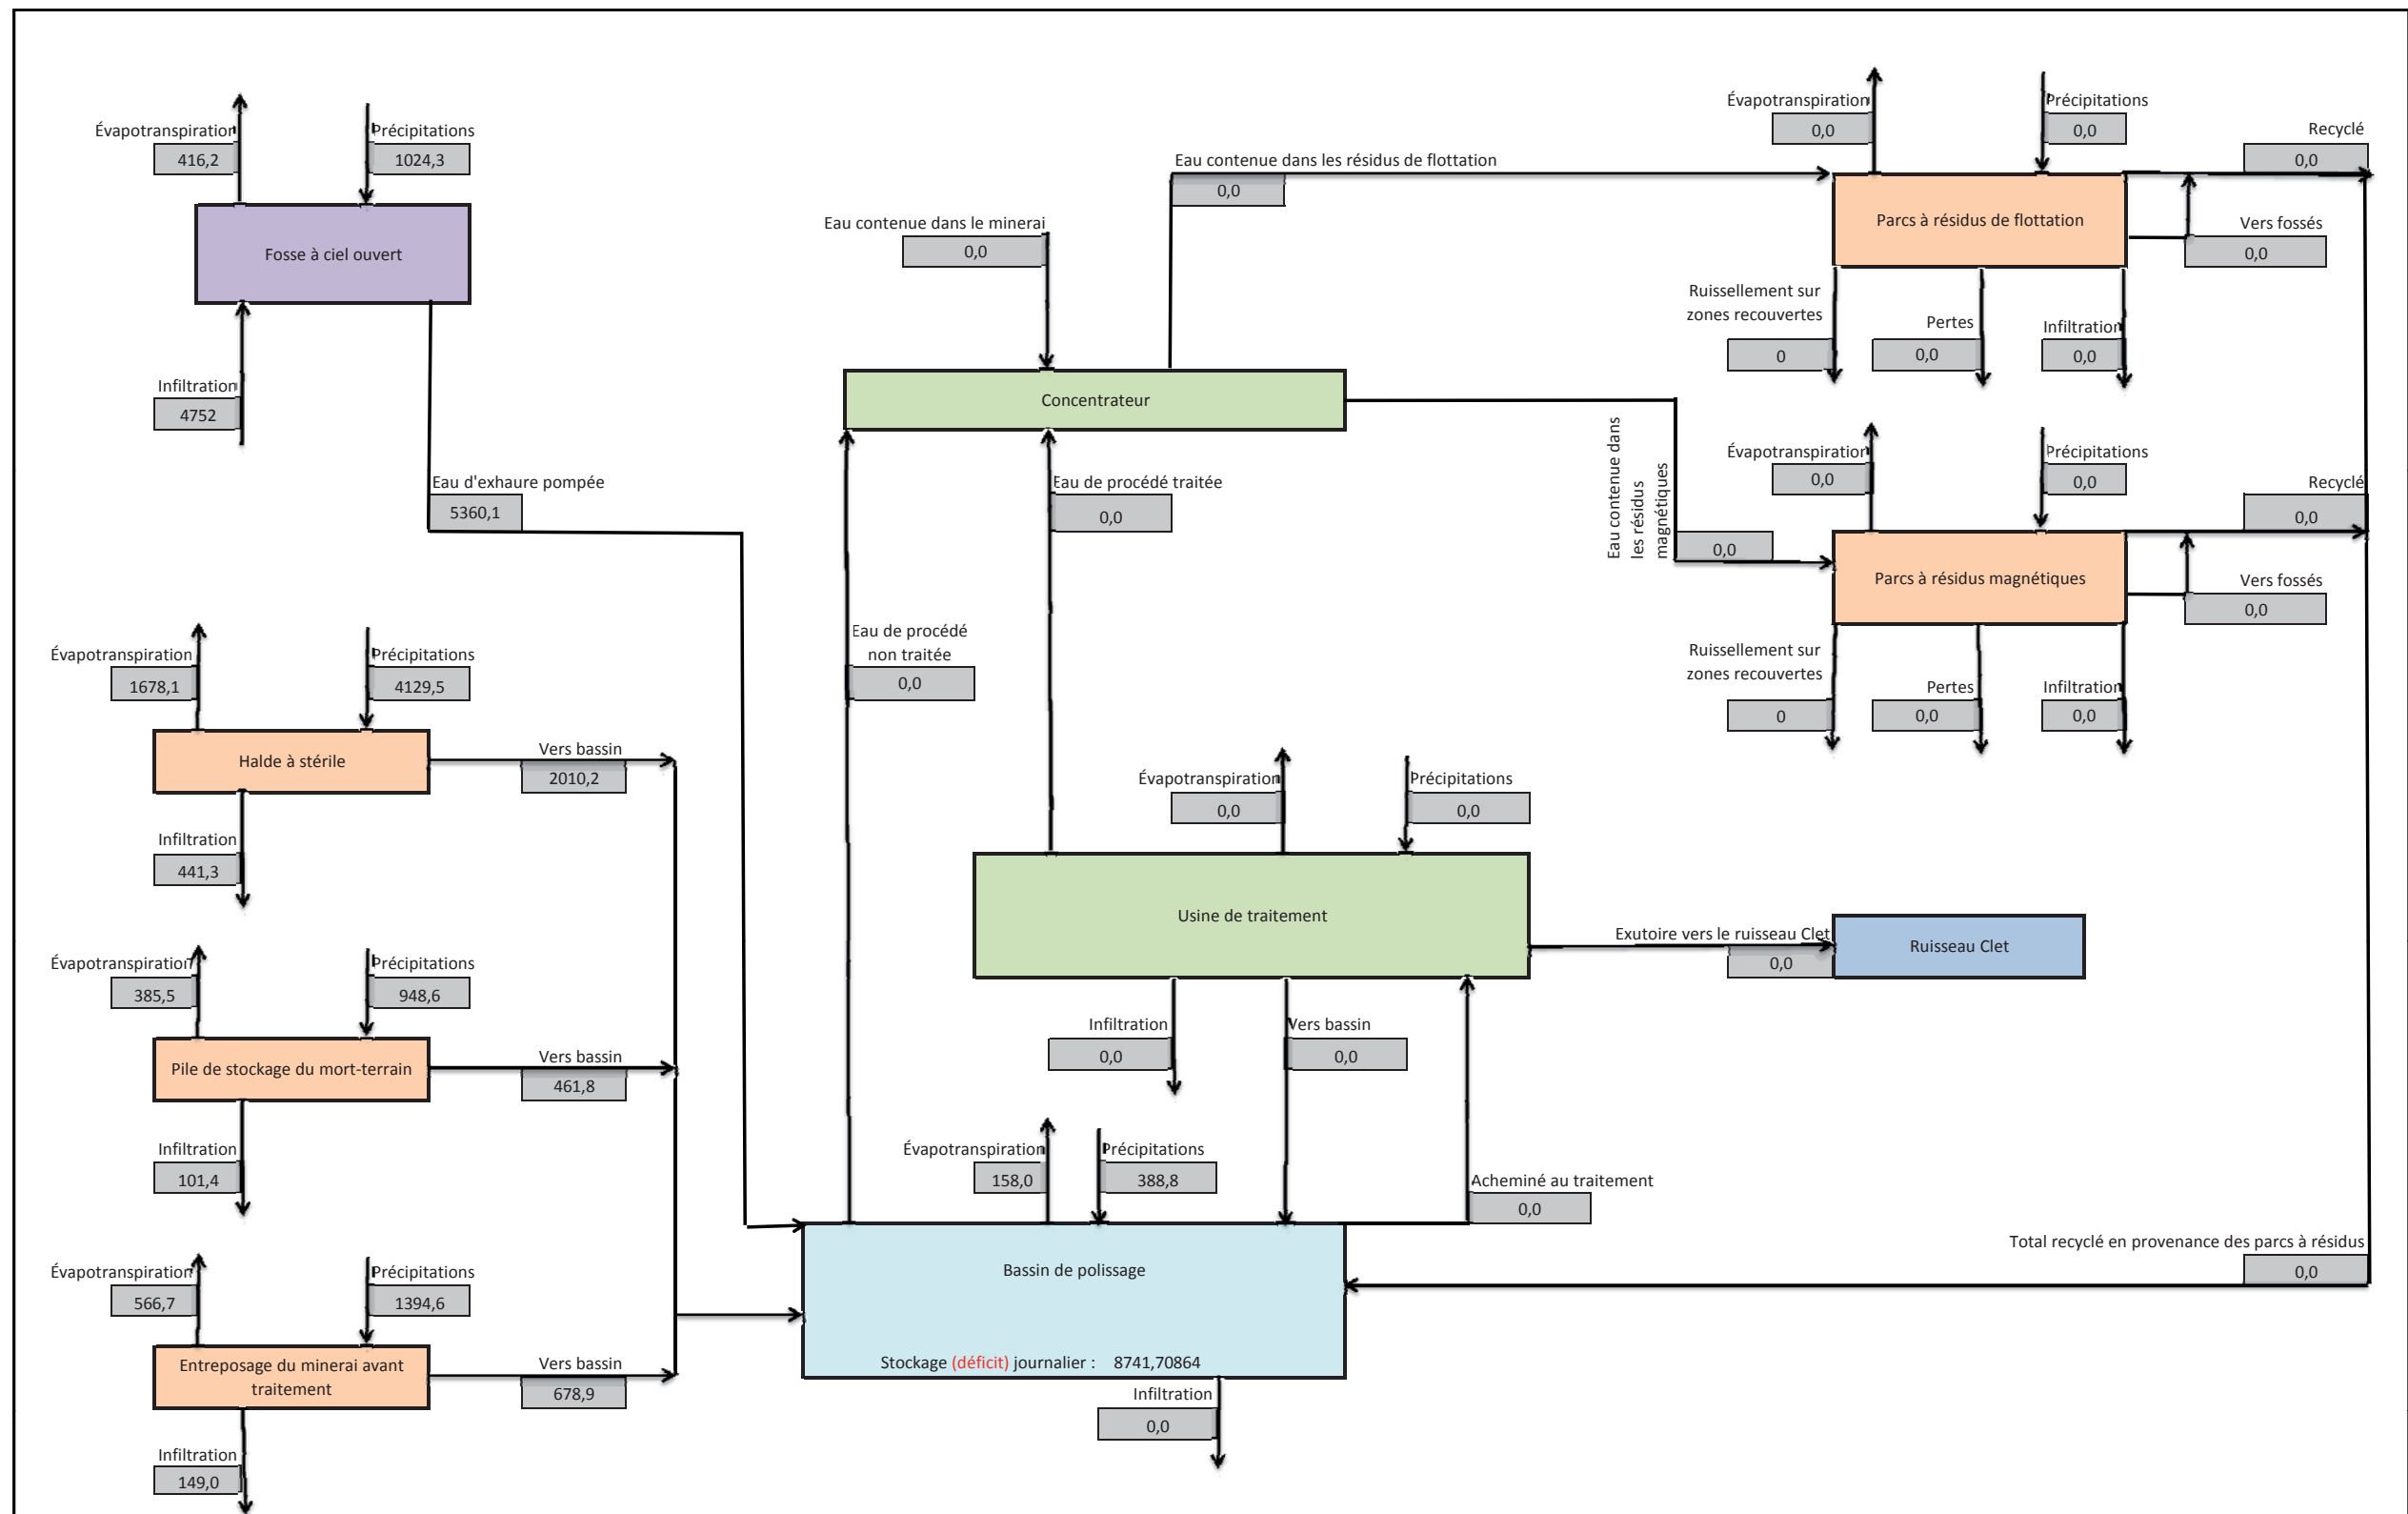 Évapotranspiration
416,2
Précipitations
1024,3
Fosse à ciel ouvert
Infiltration
4752
Eau d'exhaure pompée
5360,1
Évapotranspiration
1678,1
Précipitations
4129,5
Halde à stérile
Vers bassin
2010,2
Infiltration
441,3
Évapotranspiration
385,5
Précipitations
948,6
Pile de stockage du mort-terrain
Vers bassin
461,8
Infiltration
101,4
Évapotranspiration
566,7
Précipitations
1394,6
Entreposage du minerai avant
traitement
Vers bassin
678,9
Infiltration
149,0
Eau contenue dans les résidus de flottation
0,0
Eau contenue dans le minerai
0,0
Concentrateur
Eau de procédé traitée
0,0
Eau de procédé
non traitée
0,0
Eau contenue dans
les résidus
magnétiques
0,0
Évapotranspiration
0,0
Précipitations
0,0
Usine de traitement
Exutoire vers le ruisseau Clet
0,0
Ruisseau Clet
Infiltration
0,0
Vers bassin
0,0
Évapotranspiration
158,0
Précipitations
388,8
Acheminé au traitement
0,0
Bassin de polissage
Stockage (déficit) journalier : 8741,70864
Infiltration
0,0
Évapotranspiration
0,0
Précipitations
0,0
Recyclé
0,0
Parcs à résidus de flottation
Vers fossés
0,0
Ruissellement sur
zones recouvertes
0
Pertes
0,0
Infiltration
0,0
Évapotranspiration
0,0
Précipitations
0,0
Recyclé
0,0
Parcs à résidus magnétiques
Vers fossés
0,0
Ruissellement sur
zones recouvertes
0
Pertes
0,0
Infiltration
0,0
Total recyclé en provenance des parcs à résidus
0,0